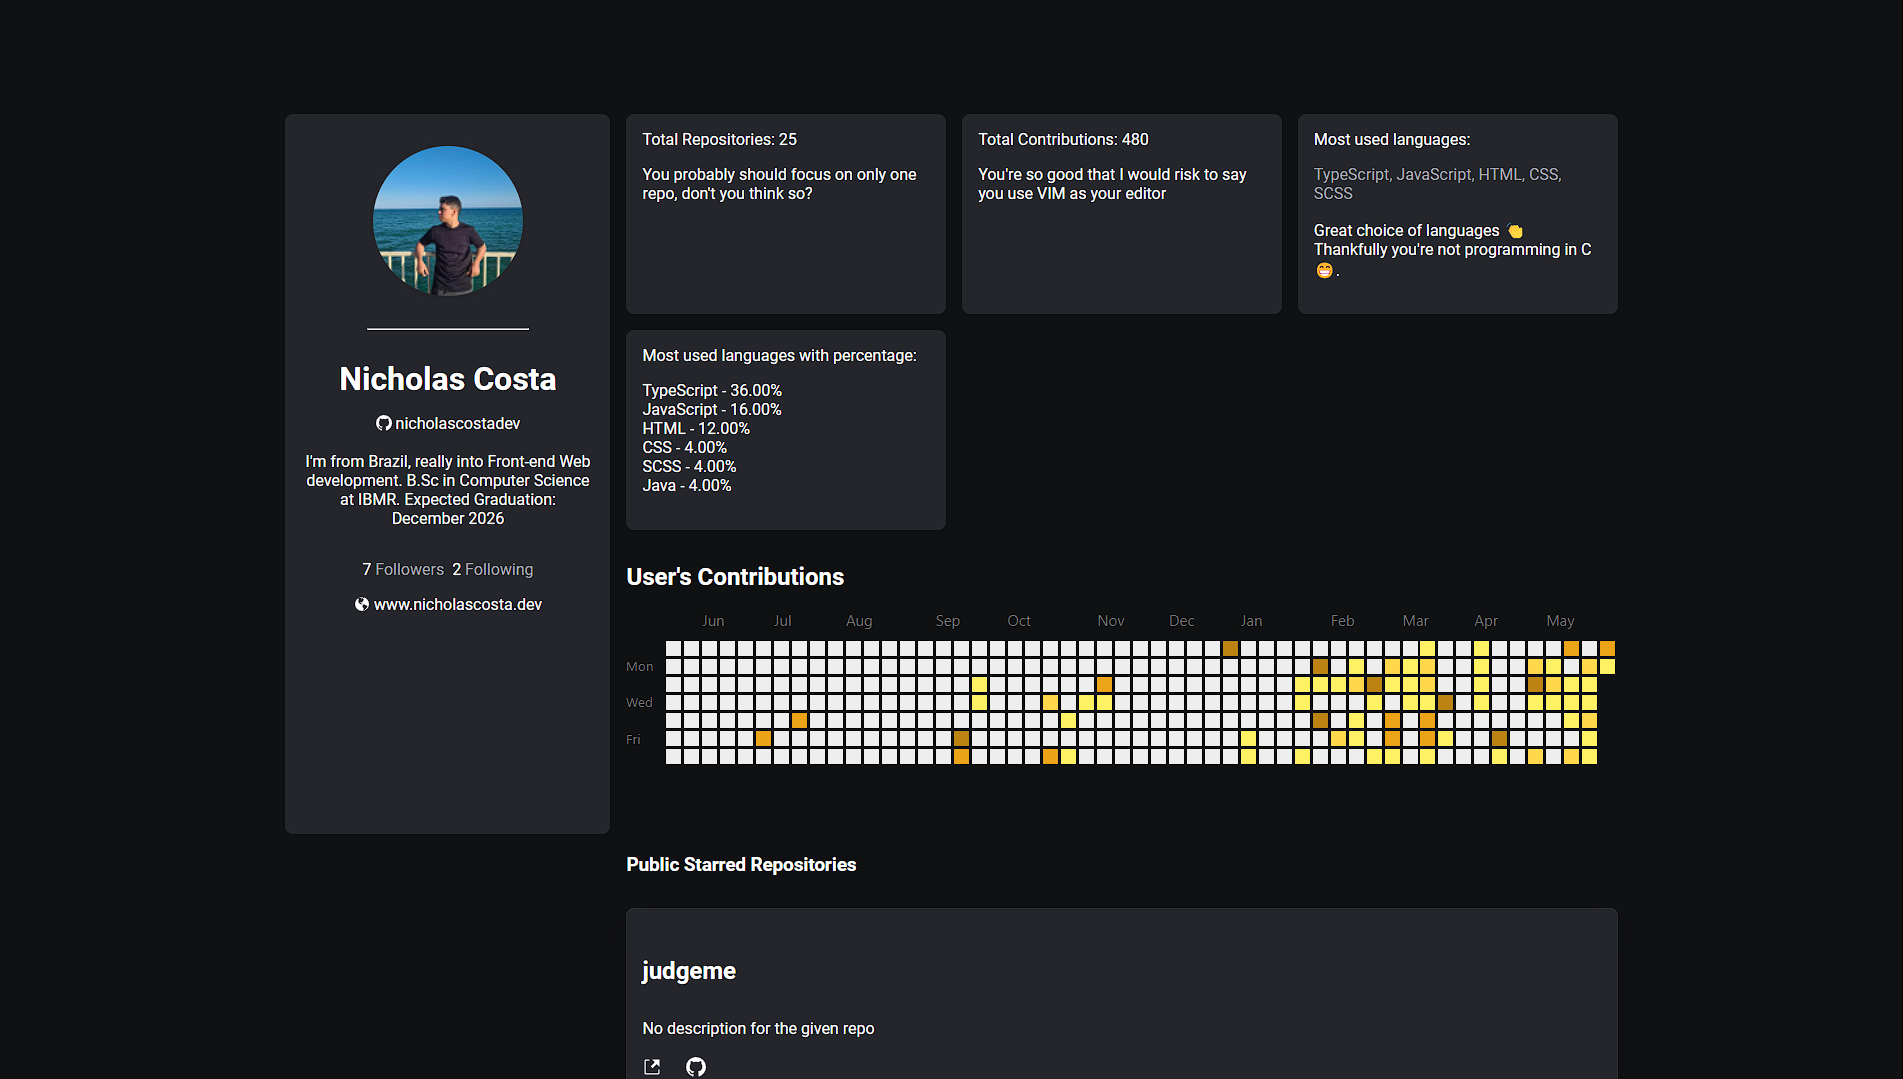 Nicholas Costa
nicholascostadev
I'm from Brazil, really into Front-end Web
development. B.Sc in Computer Science
at IBMR. Expected Graduation:
December 2026
7 Followers 2 Following
www.nicholascosta.dev
Total Repositories: 25
You probably should focus on only one
repo, don't you think so?
Total Contributions: 480
You're so good that I would risk to say
you use VIM as your editor
Most used languages:
TypeScript, JavaScript, HTML, CSS,
SCSS
Great choice of languages 👏
Thankfully you're not programming in C
😁.
Most used languages with percentage:
TypeScript - 36.00%
JavaScript - 16.00%
HTML - 12.00%
CSS - 4.00%
SCSS - 4.00%
Java - 4.00%
User's Contributions
Jun Jul Aug Sep Oct Nov Dec Jan Feb Mar Apr May
Mon
Wed
Fri
Public Starred Repositories
judgeme
No description for the given repo